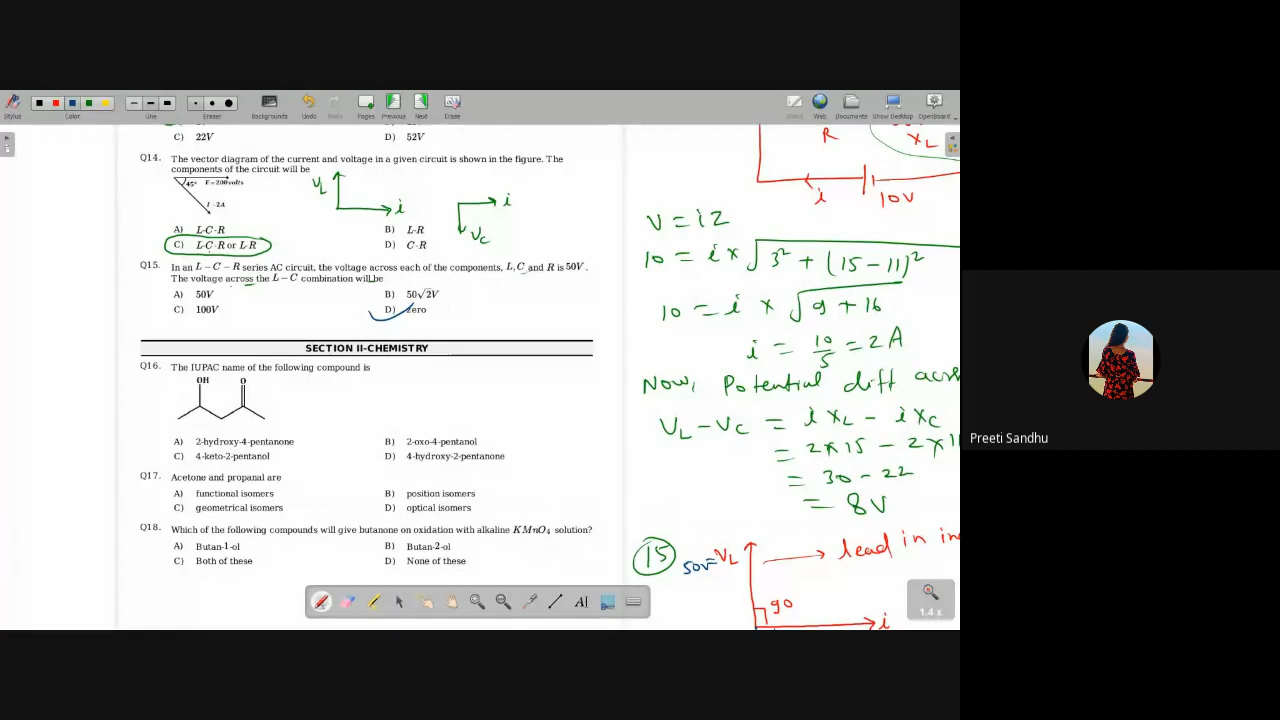 Stylus
Color
Line
Eraser
Backgrounds
Undo
Pages
Previous
Next
Erase
Web
Documents
Show Desktop
OpenBoard
C) 22V
D) 52V
Q14. The vector diagram of the current and voltage in a given circuit is shown in the figure. The
components of the circuit will be
45° E=200volts
I=2A
VL
i
i
VC
A) L-C-R
B) L-R
C) L-C-R or L-R
D) C-R
Q15. In an L−C−R series AC circuit, the voltage across each of the components, L, C and R is 50V.
The voltage across the L−C combination will be
A) 50V
B) 50√2V
C) 100V
D) zero
SECTION II-CHEMISTRY
Q16. The IUPAC name of the following compound is
OH O
A) 2-hydroxy-4-pentanone
B) 2-oxo-4-pentanol
C) 4-keto-2-pentanol
D) 4-hydroxy-2-pentanone
Q17. Acetone and propanal are
A) functional isomers
B) position isomers
C) geometrical isomers
D) optical isomers
Q18. Which of the following compounds will give butanone on oxidation with alkaline KMnO4 solution?
A) Butan-1-ol
B) Butan-2-ol
C) Both of these
D) None of these
R
XL
i
10V
V = iZ
10 = i × √3² + (15 − 11)²
10 = i × √9 + 16
i = 10/5 = 2A
Now, Potential diff
VL − VC = iXL − iXC
= 2×15 − 2×
= 30 − 22
= 8V
15
50V= VL → lead in
90
i
1.4 x
Preeti Sandhu